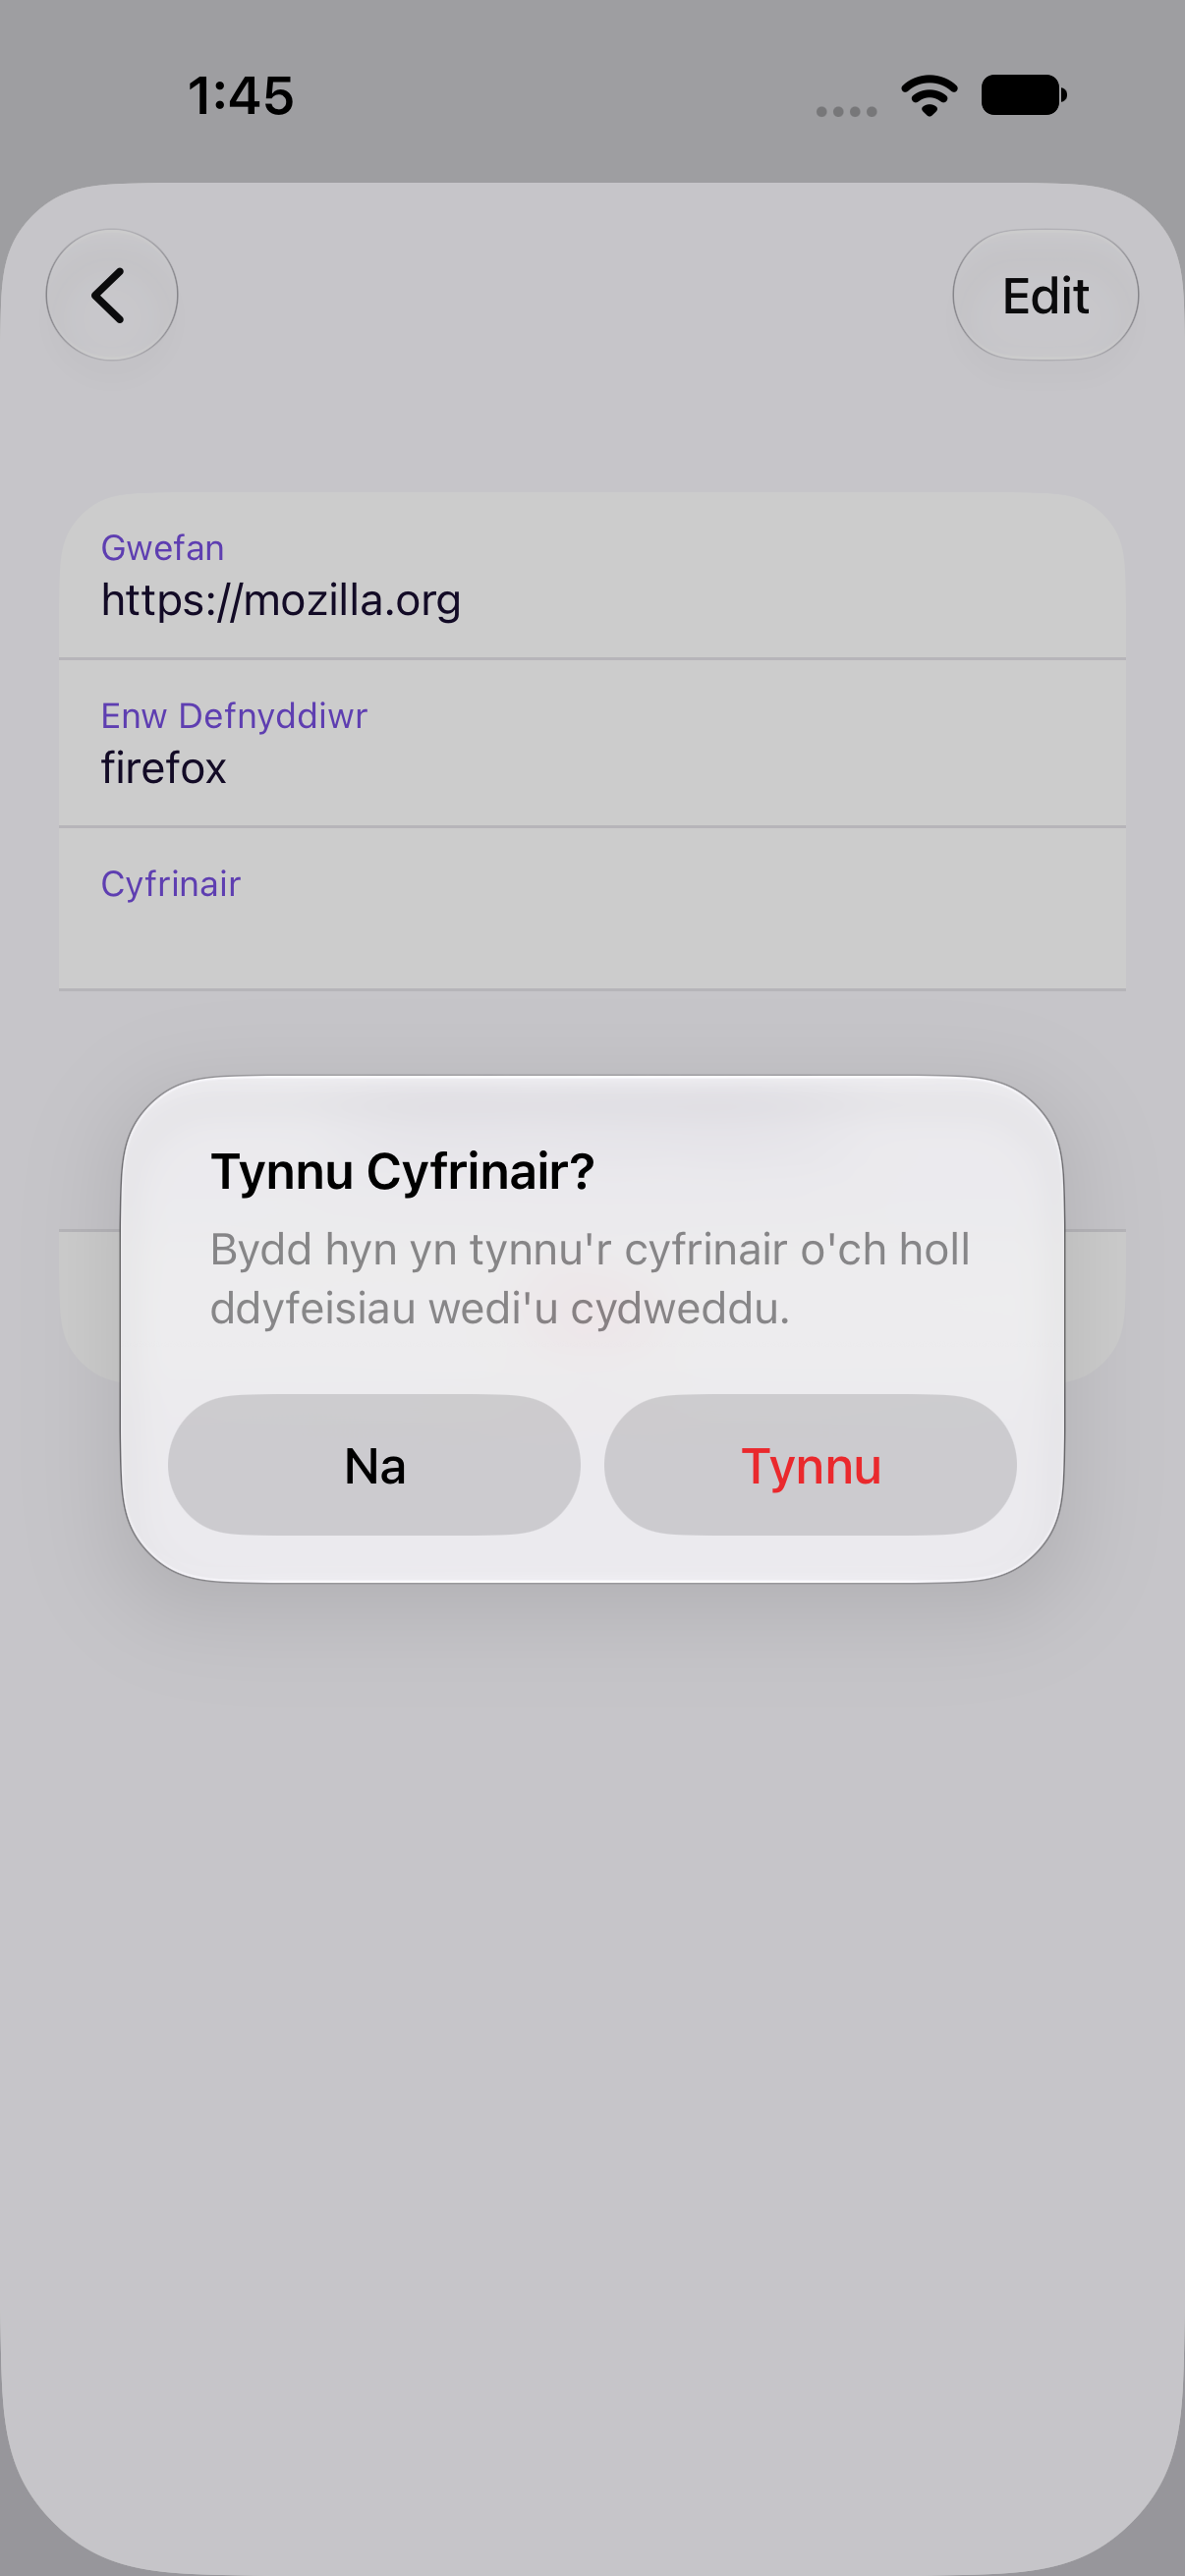 1:45
Edit
Gwefan
https://mozilla.org
Enw Defnyddiwr
firefox
Cyfrinair
Tynnu Cyfrinair?
Bydd hyn yn tynnu'r cyfrinair o'ch holl
ddyfeisiau wedi'u cydweddu.
Na
Tynnu